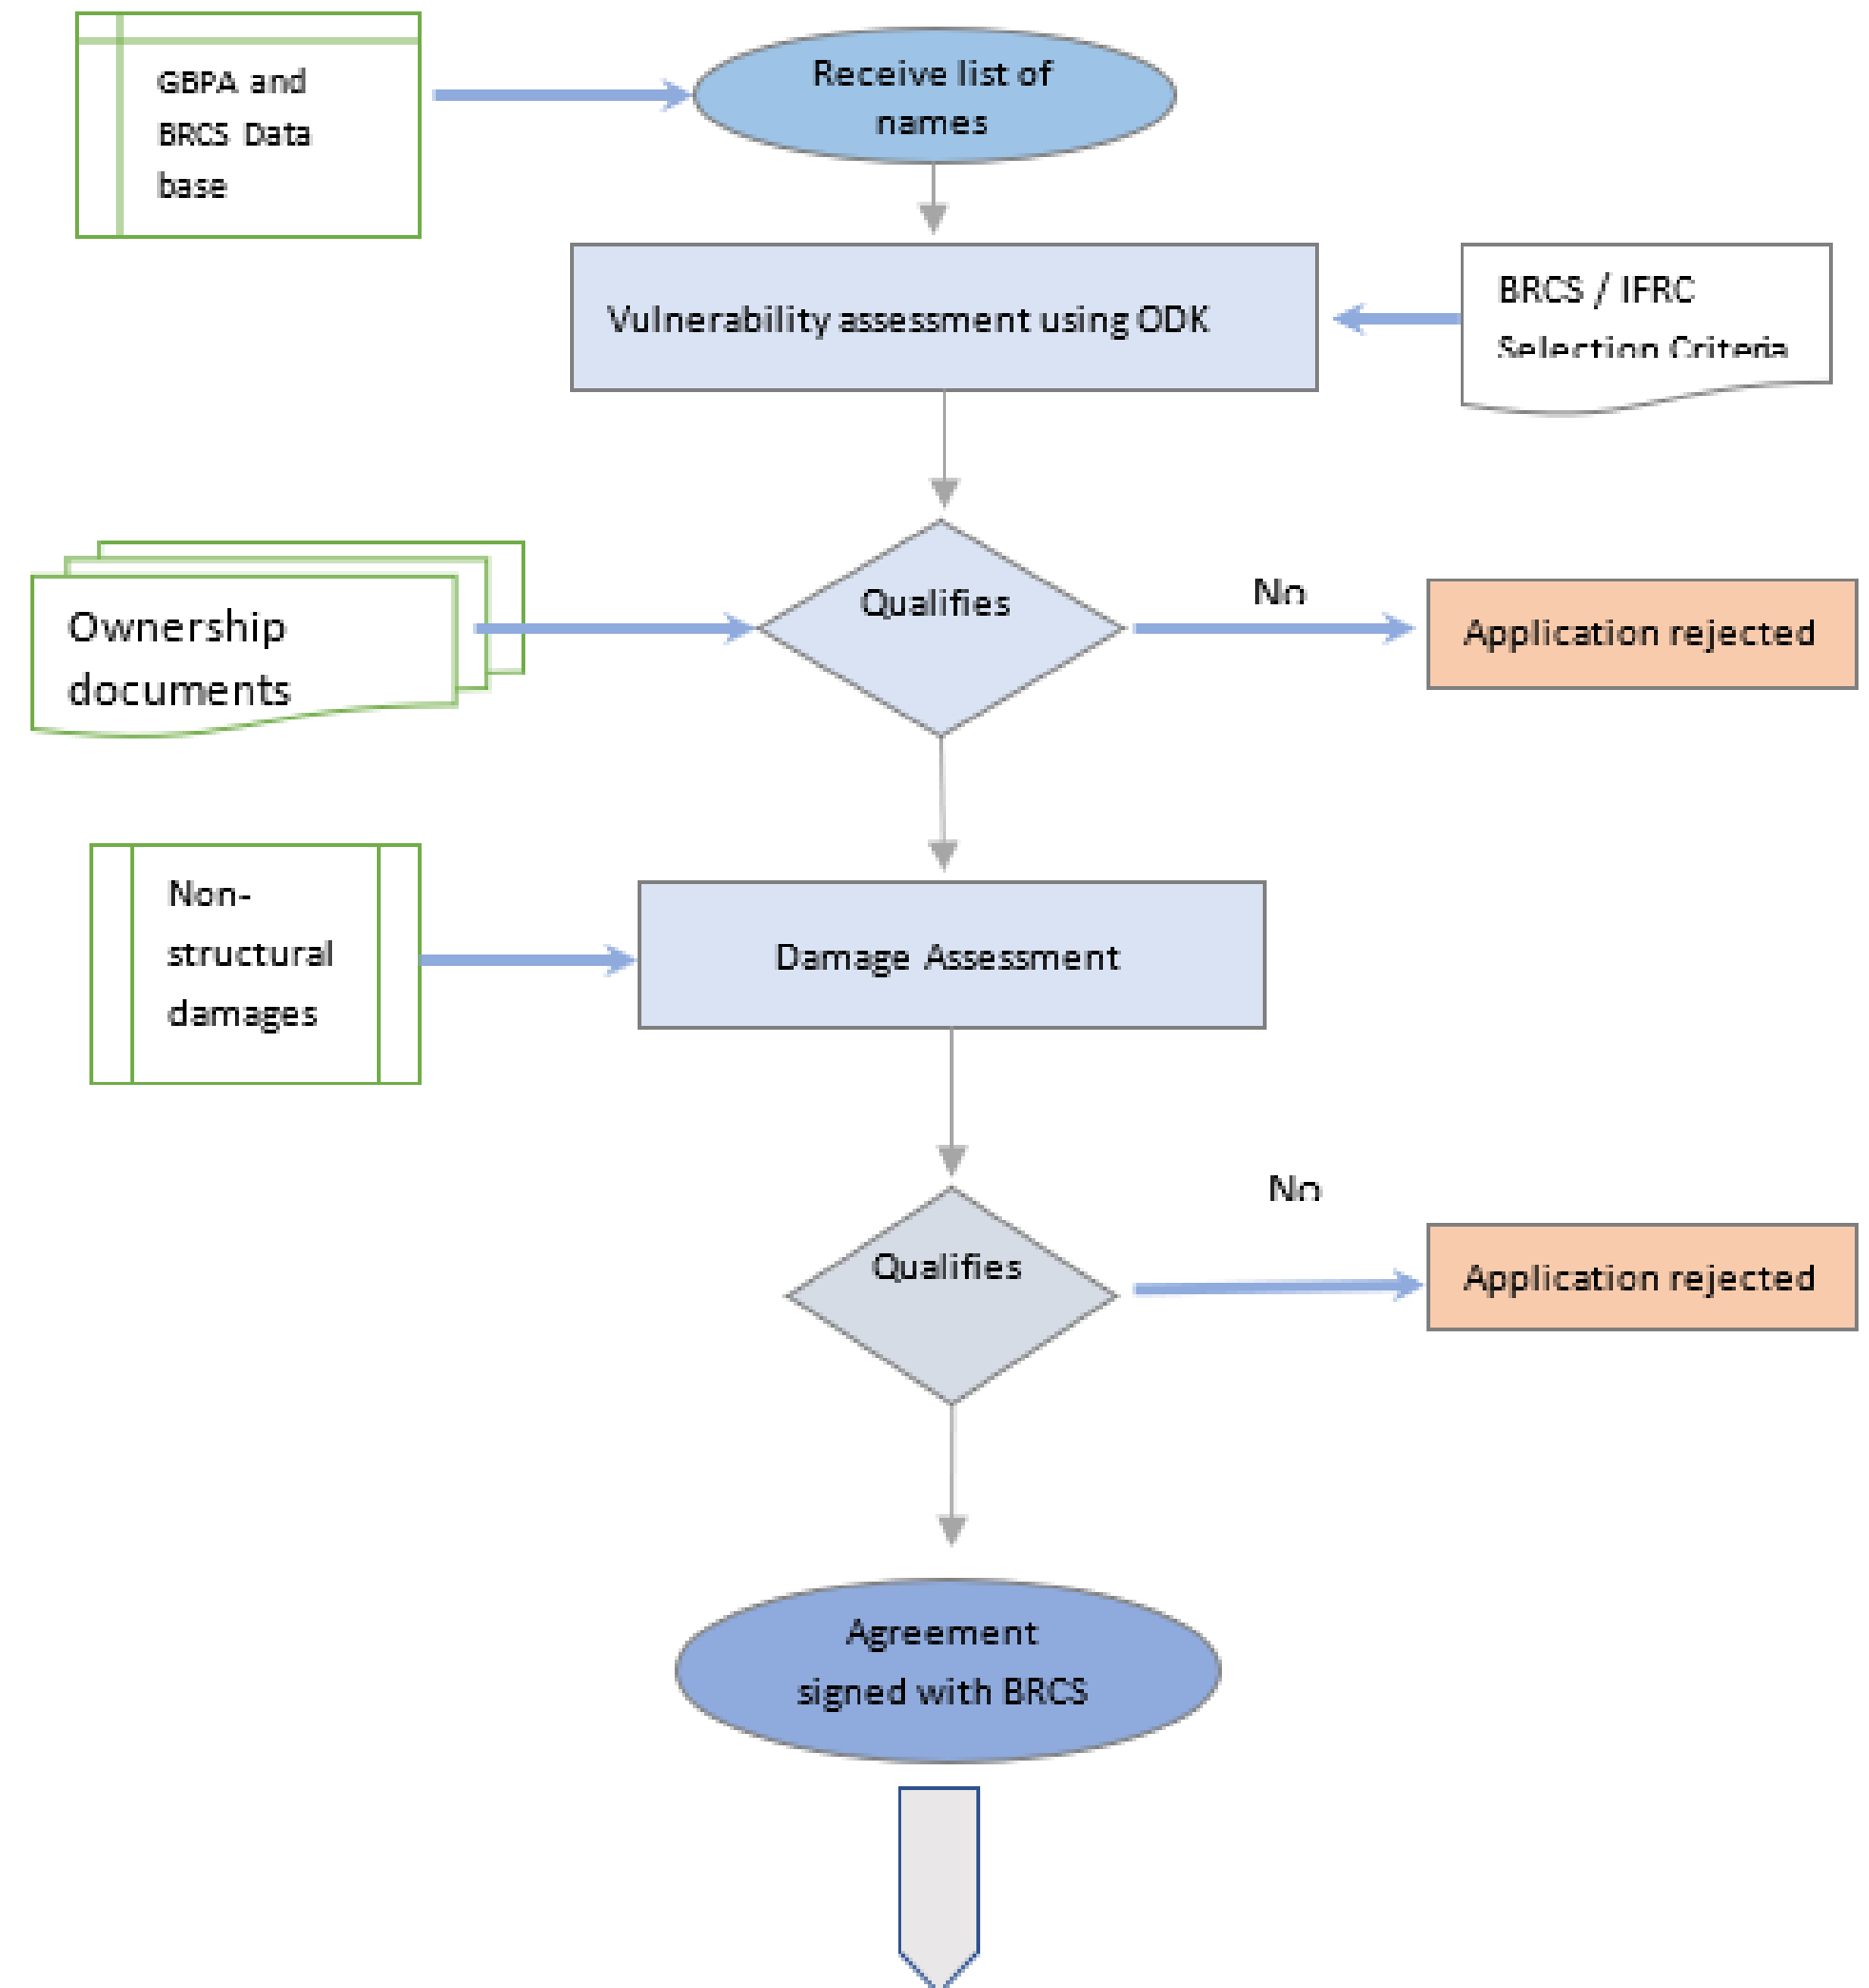 GBPA and
BRCS Data
base
Receive list of
names
Vulnerability assessment using ODK
BRCS / IFRC
Selection Criteria
Ownership
documents
Qualifies
No
Application rejected
Non-
structural
damages
Damage Assessment
Qualifies
No
Application rejected
Agreement
signed with BRCS